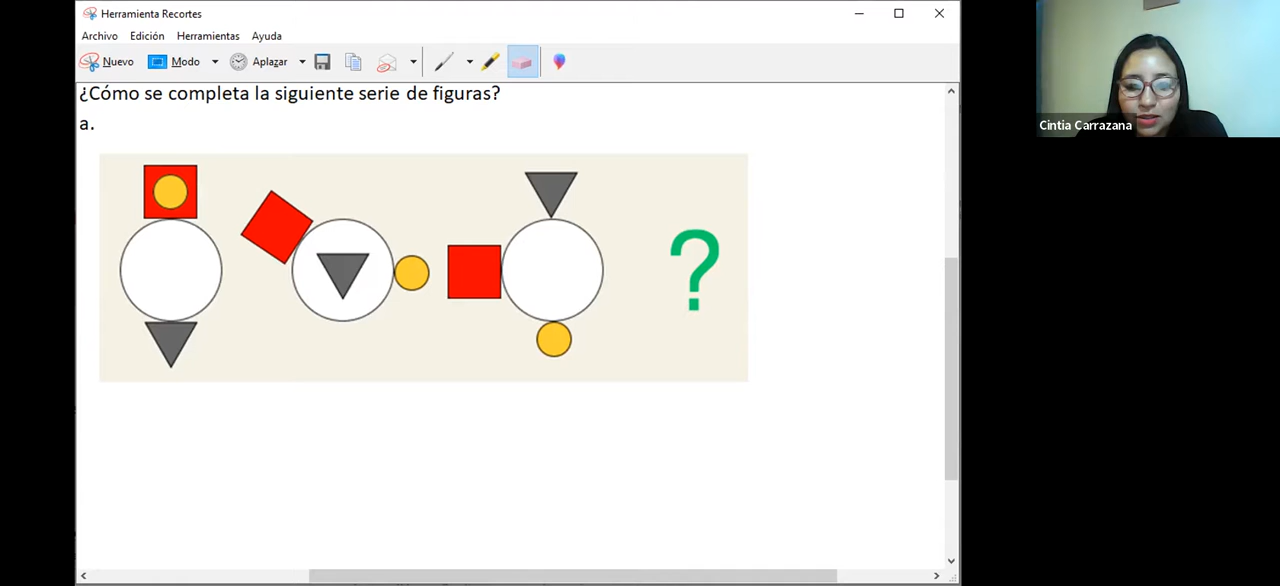 Herramienta Recortes
Archivo Edición Herramientas Ayuda
Nuevo Modo Aplazar
¿Cómo se completa la siguiente serie de figuras?
a.
?
Cintia Carrazana